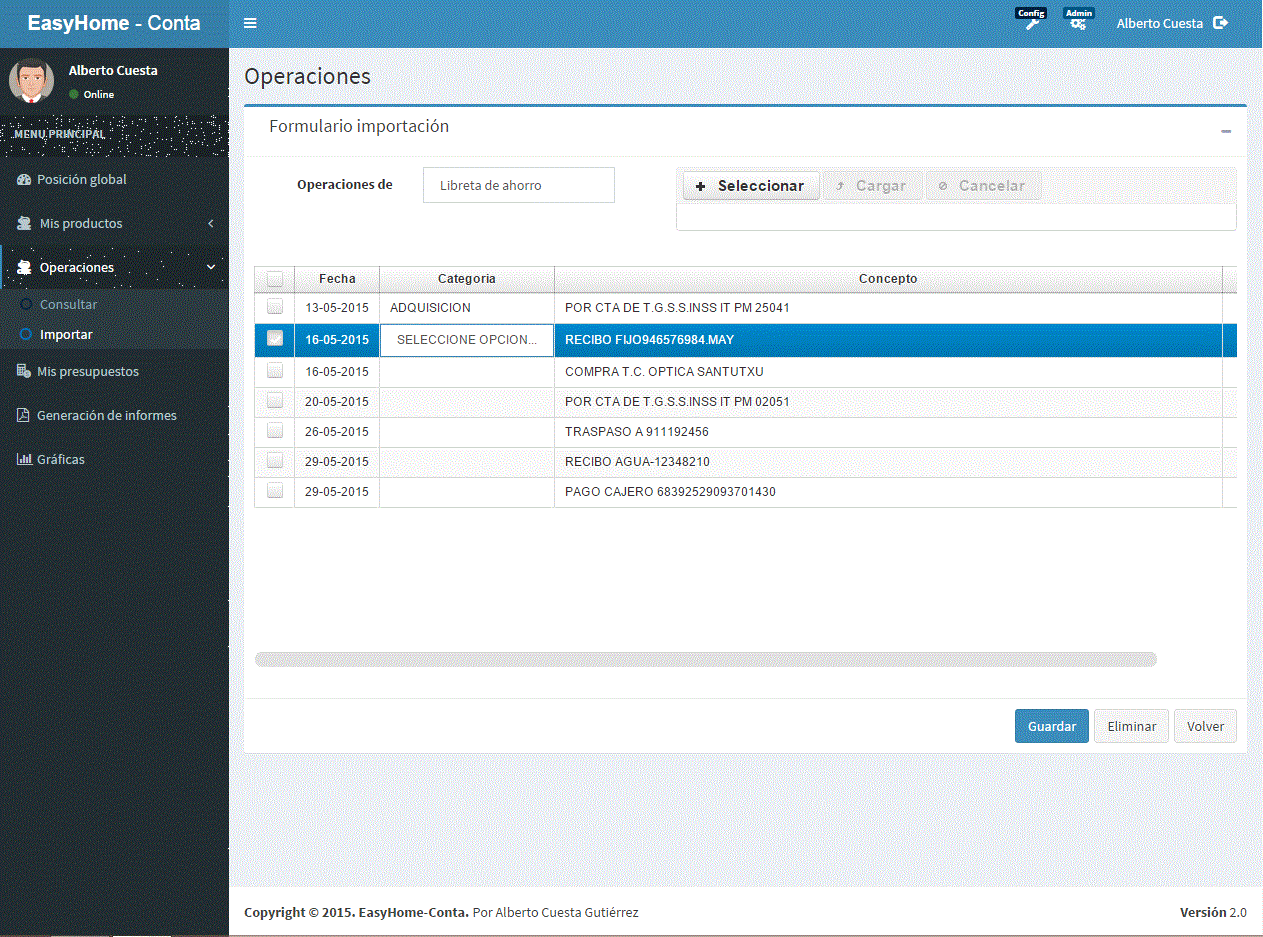 EasyHome - Conta
Config
Admin
Alberto Cuesta
Alberto Cuesta
Online
MENU PRINCIPAL
Posición global
Mis productos
Operaciones
Consultar
Importar
Mis presupuestos
Generación de informes
Gráficas
Operaciones
Formulario importación
Operaciones de
Libreta de ahorro
Seleccionar
Cargar
Cancelar
Fecha Categoria Concepto
13-05-2015 ADQUISICION POR CTA DE T.G.S.S.INSS IT PM 25041
16-05-2015 SELECCIONE OPCION... RECIBO FIJO946576984.MAY
16-05-2015 COMPRA T.C. OPTICA SANTUTXU
20-05-2015 POR CTA DE T.G.S.S.INSS IT PM 02051
26-05-2015 TRASPASO A 911192456
29-05-2015 RECIBO AGUA-12348210
29-05-2015 PAGO CAJERO 68392529093701430
Guardar
Eliminar
Volver
Copyright © 2015. EasyHome-Conta. Por Alberto Cuesta Gutiérrez
Versión 2.0